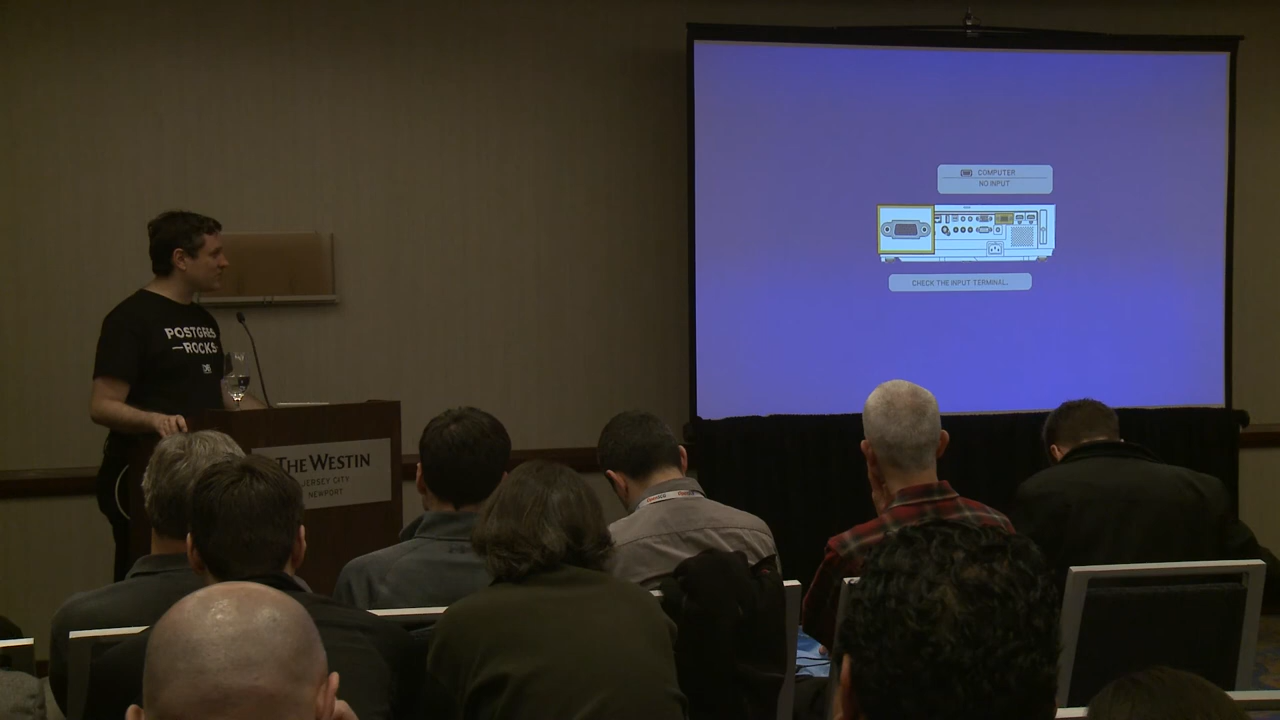 COMPUTER
NO INPUT
CHECK THE INPUT TERMINAL.
POSTGRES
—ROCKS
THE WESTIN
JERSEY CITY
NEWPORT